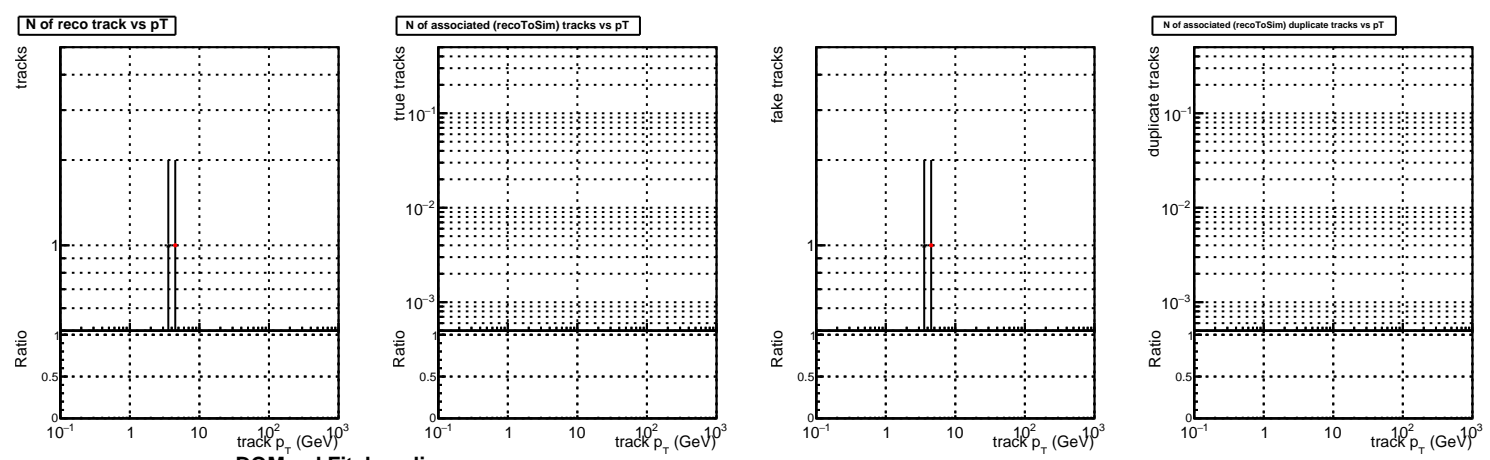 N of reco track vs pT
tracks
1
Ratio
1
0.5
0
10⁻¹ 1 10 10² 10³
track p_T (GeV)
N of associated (recoToSim) tracks vs pT
true tracks
10⁻¹
10⁻²
10⁻³
Ratio
1
0.5
0
10⁻¹ 1 10 10² 10³
track p_T (GeV)
fake tracks
1
Ratio
1
0.5
0
10⁻¹ 1 10 10² 10³
track p_T (GeV)
N of associated (recoToSim) duplicate tracks vs pT
duplicate tracks
10⁻¹
10⁻²
10⁻³
Ratio
1
0.5
0
10⁻¹ 1 10 10² 10³
track p_T (GeV)